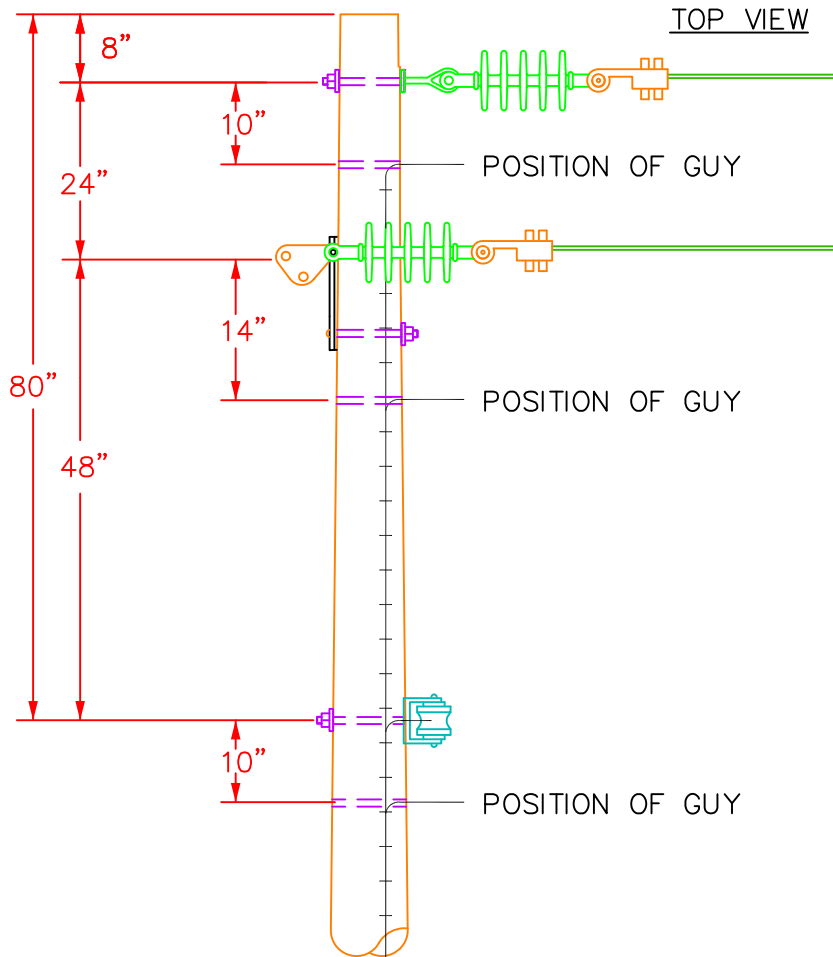 TOP VIEW
8”
10”
POSITION OF GUY
24”
14”
80”
POSITION OF GUY
48”
10”
POSITION OF GUY